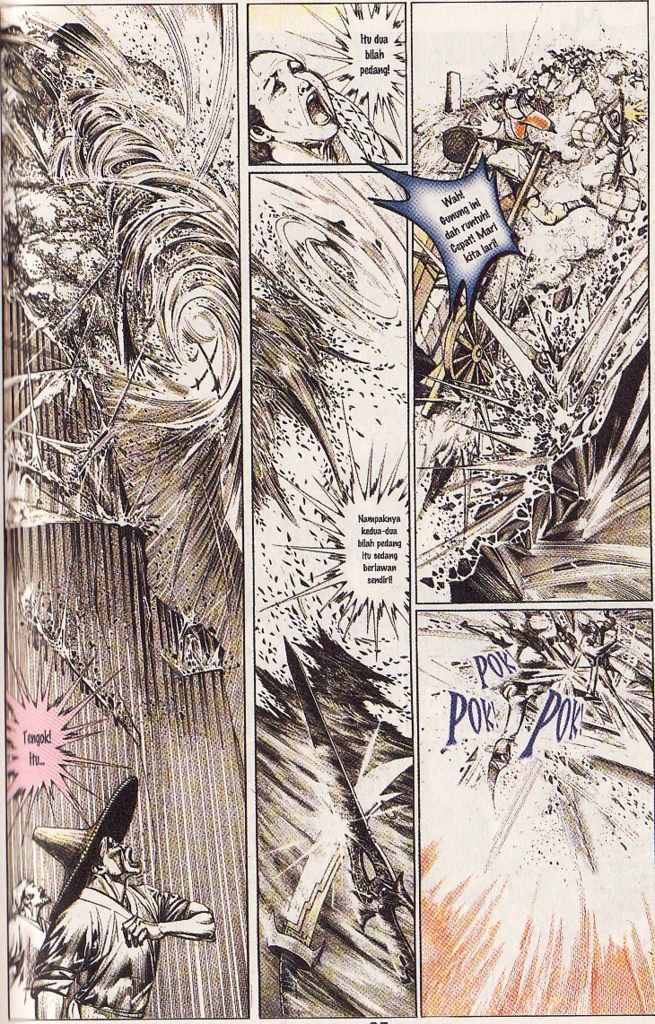 Tengok!
Itu...
Itu dua
bilah
pedang!
Nampaknya
kedua-dua
bilah pedang
itu sedang
berlawan
sendiri!
Wah!
Gunung ini
dah runtuh!
Cepat! Mari
kita lari!
POK!
POK!
POK!